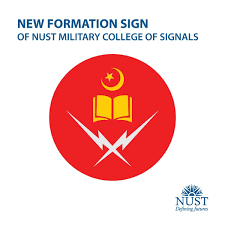 NEW FORMATION SIGN
OF NUST MILITARY COLLEGE OF SIGNALS
NUST
Defining futures